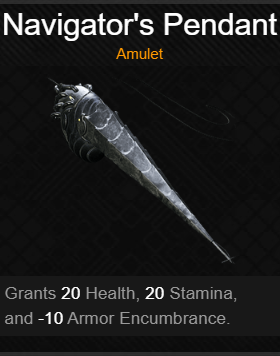 Navigator's Pendant
Amulet
Grants 20 Health, 20 Stamina,
and -10 Armor Encumbrance.